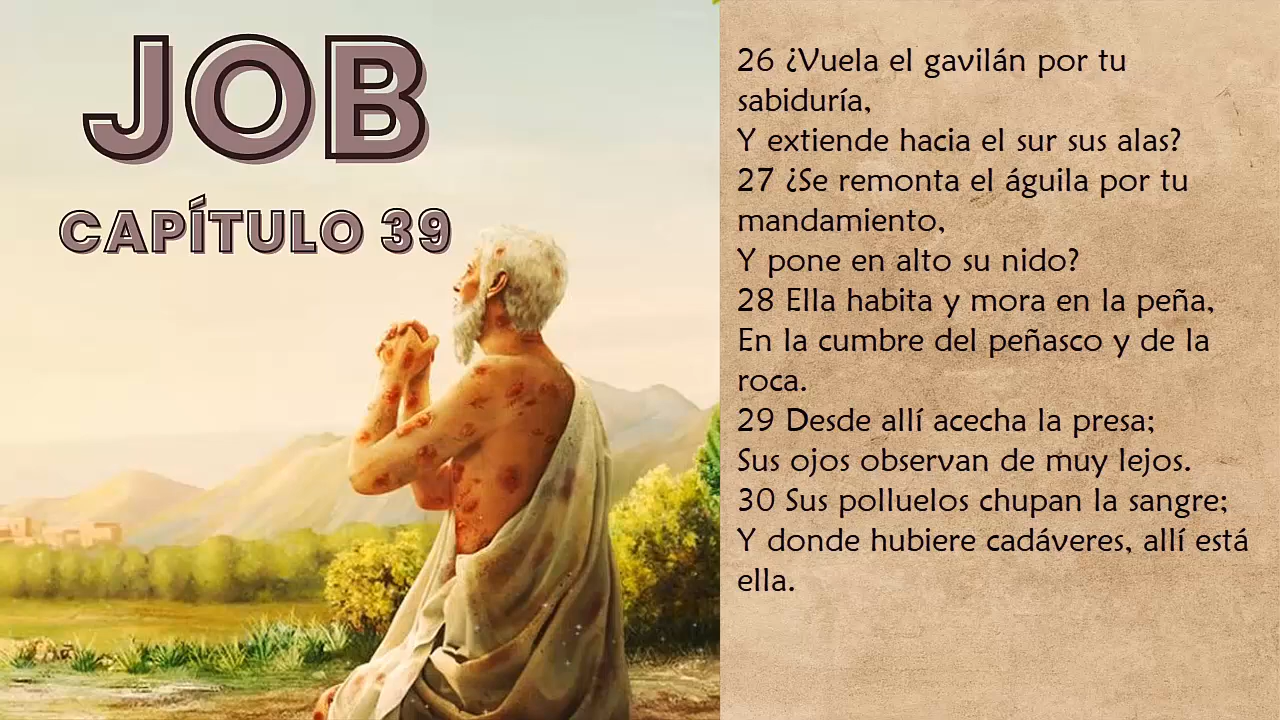 JOB
CAPÍTULO 39
26 ¿Vuela el gavilán por tu
sabiduría,
Y extiende hacia el sur sus alas?
27 ¿Se remonta el águila por tu
mandamiento,
Y pone en alto su nido?
28 Ella habita y mora en la peña,
En la cumbre del peñasco y de la
roca.
29 Desde allí acecha la presa;
Sus ojos observan de muy lejos.
30 Sus polluelos chupan la sangre;
Y donde hubiere cadáveres, allí está
ella.